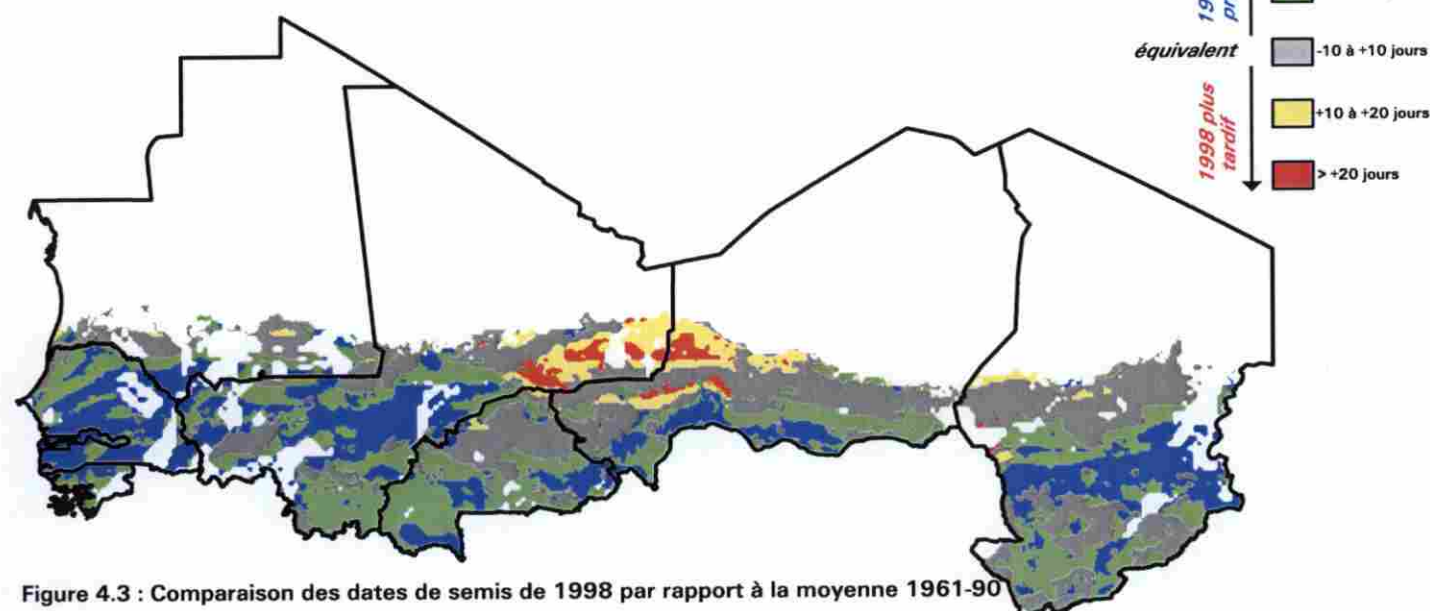 équivalent
-10 à +10 jours
+10 à +20 jours
1998 plus
tardif
> +20 jours
Figure 4.3 : Comparaison des dates de semis de 1998 par rapport à la moyenne 1961-90